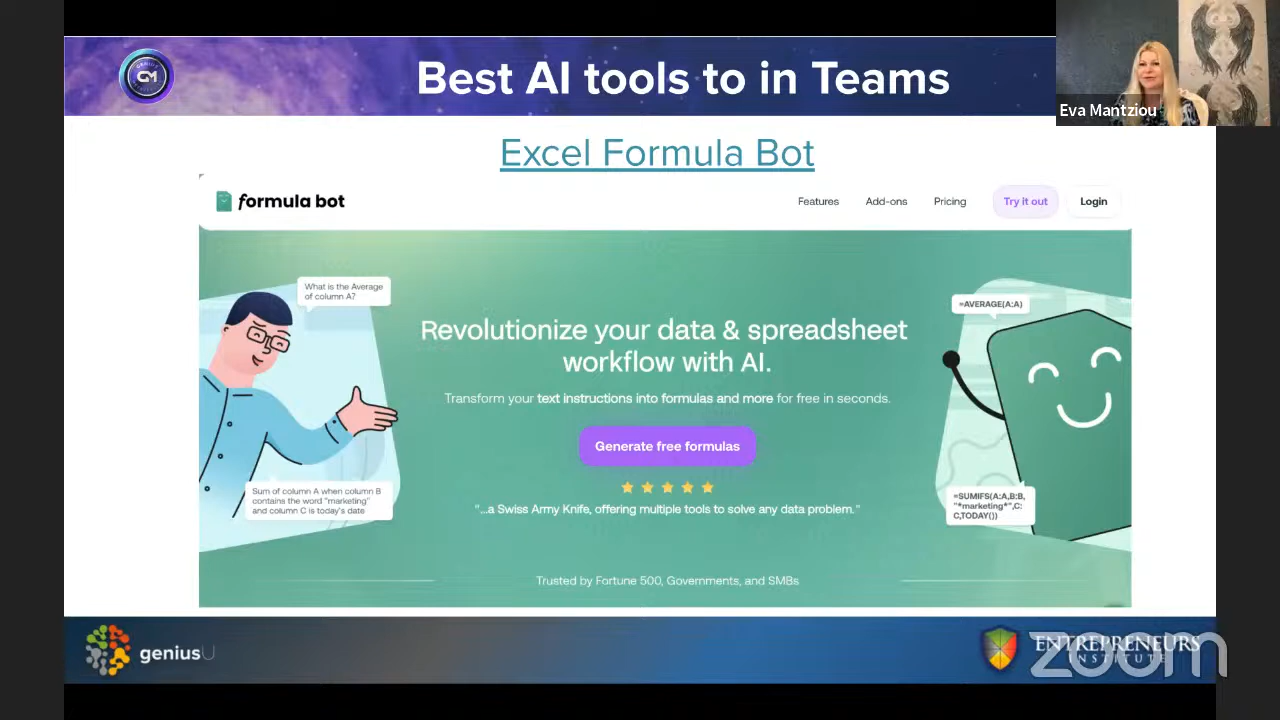 GM
Best AI tools to in Teams
Eva Mantziou
Excel Formula Bot
formula bot
Features
Add-ons
Pricing
Try it out
Login
What is the Average
of column A?
=AVERAGE(A:A)
Revolutionize your data & spreadsheet
workflow with AI.
Transform your text instructions into formulas and more for free in seconds.
Generate free formulas
Sum of column A when column B
contains the word "marketing"
and column C is today's date
=SUMIFS(A:A,B:B,
"*marketing*",C:
C,TODAY())
"...a Swiss Army Knife, offering multiple tools to solve any data problem."
Trusted by Fortune 500, Governments, and SMBs
geniusU
ENTREPRENEURS
INSTITUTE
zoom